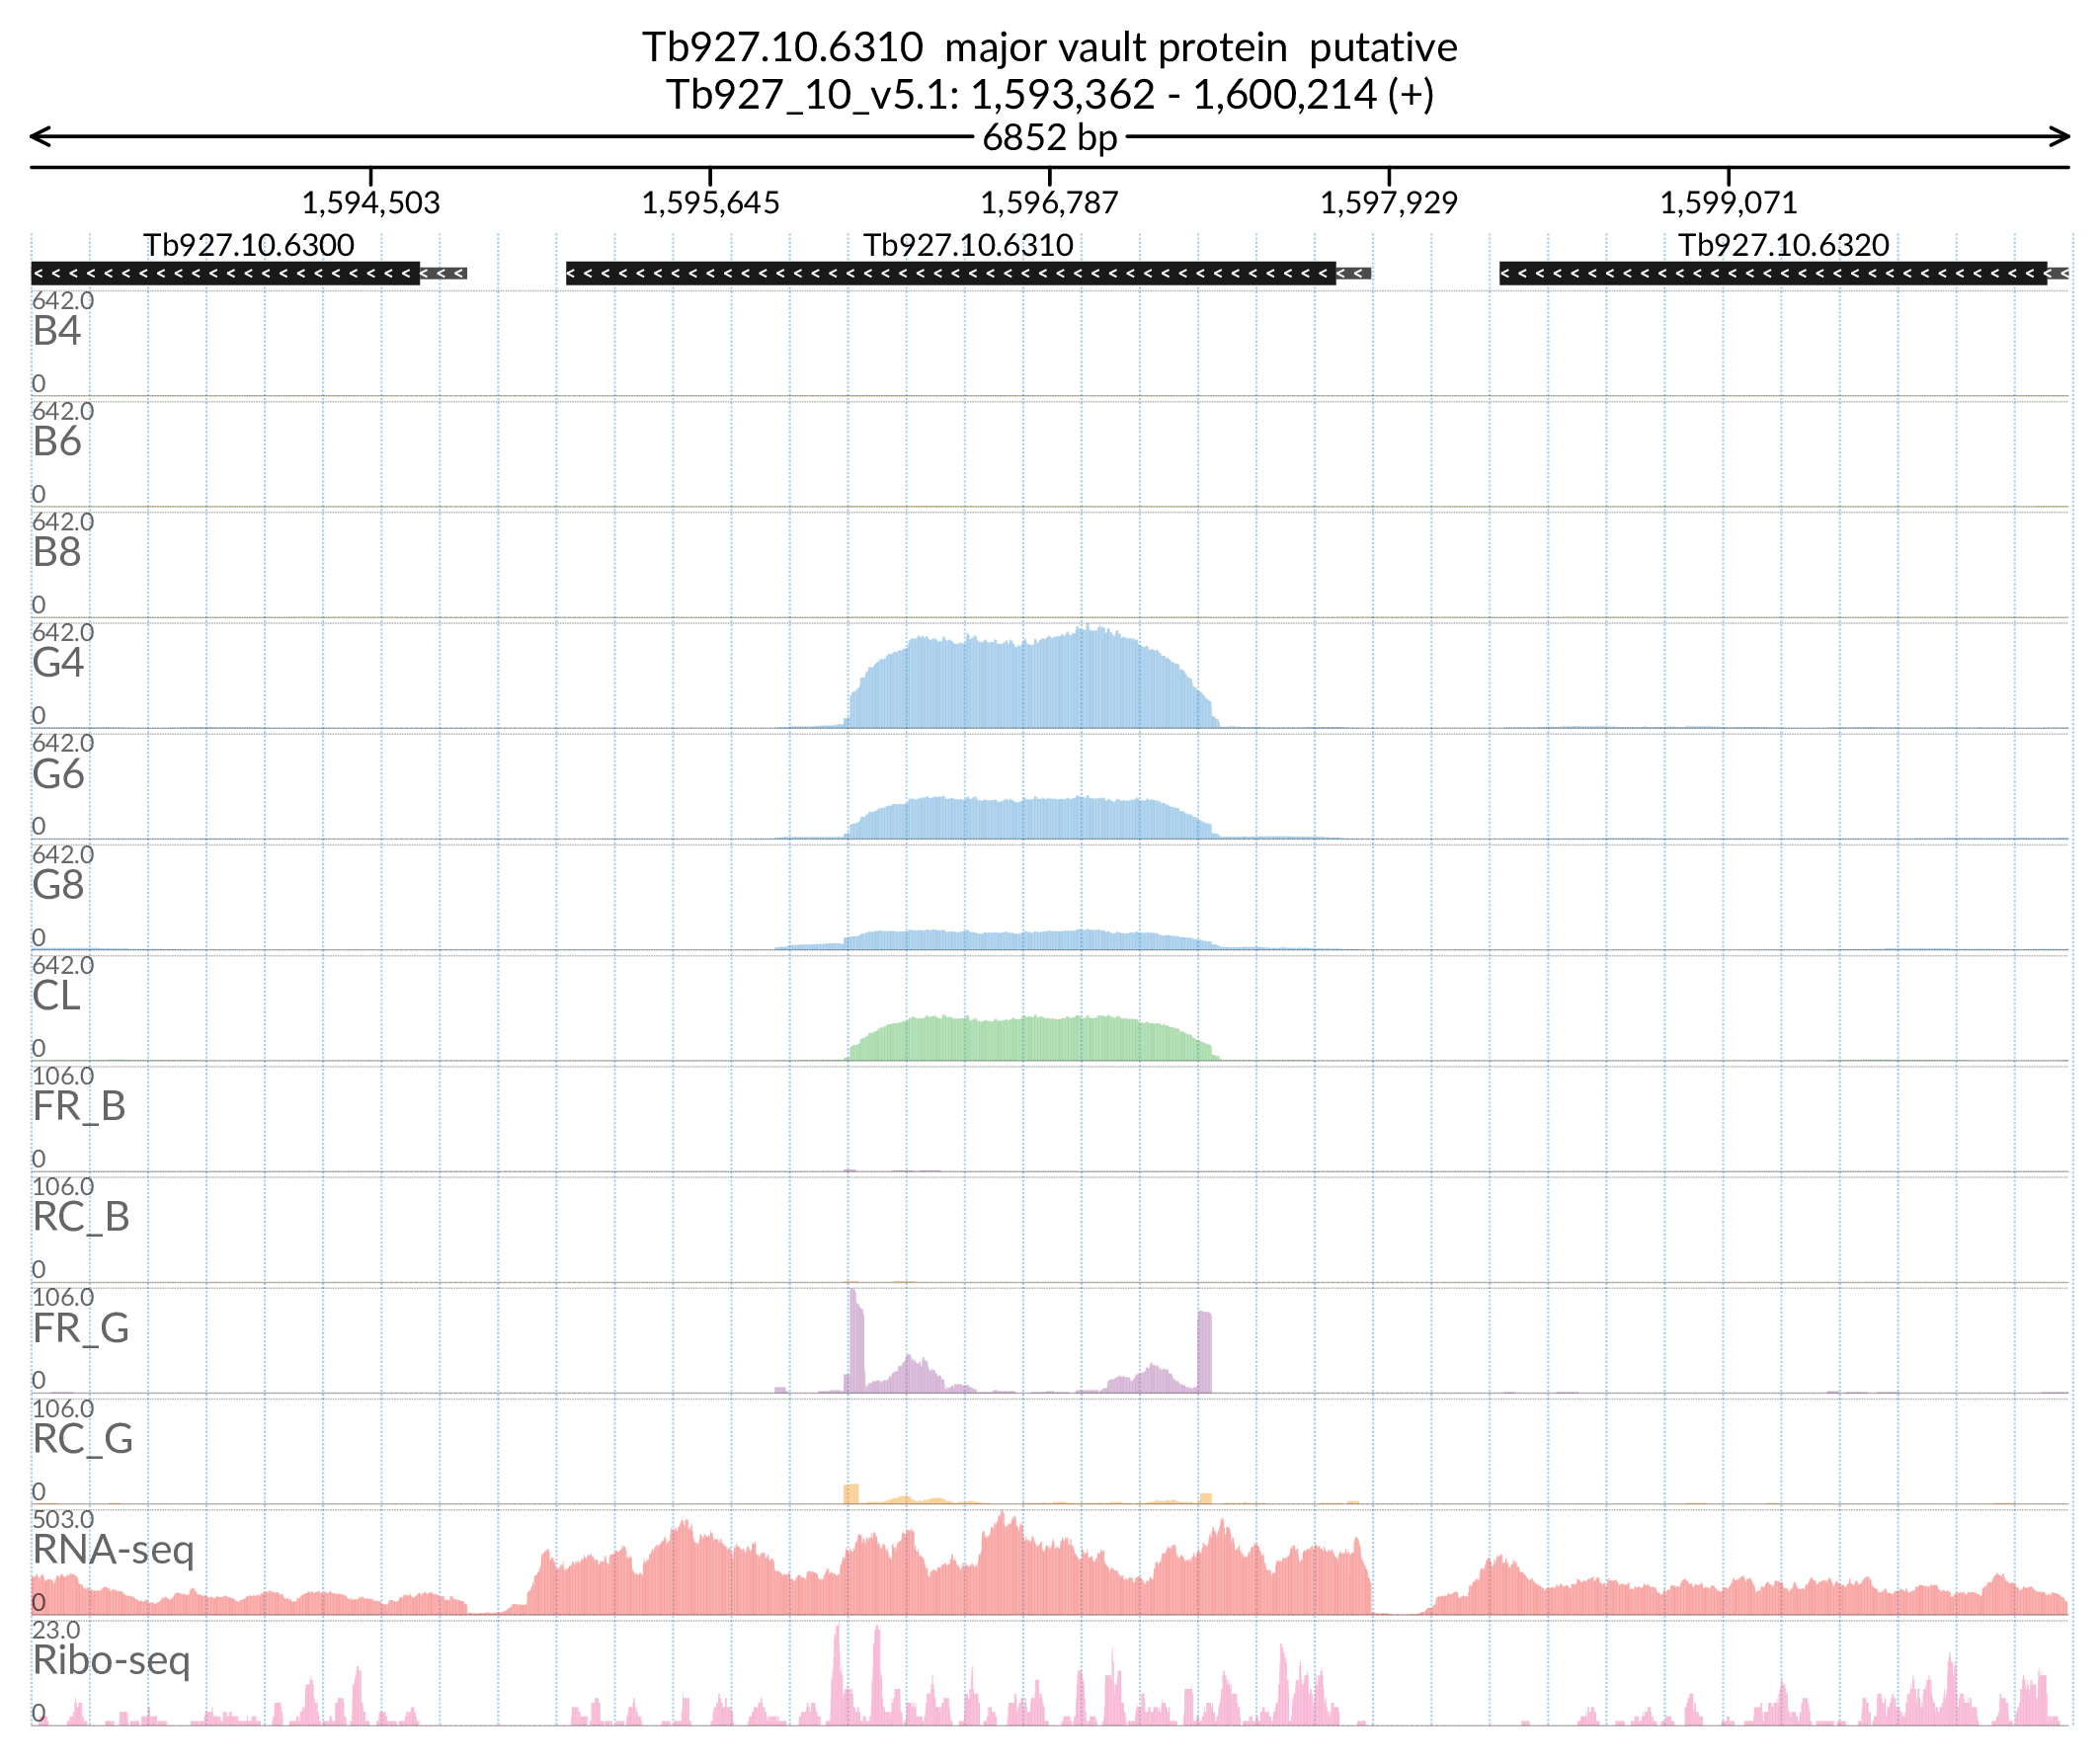 Tb927.10.6310  major vault protein  putative
Tb927_10_v5.1: 1,593,362 - 1,600,214 (+)
6852 bp
1,594,503 1,595,645 1,596,787 1,597,929 1,599,071
Tb927.10.6300 Tb927.10.6310 Tb927.10.6320
642.0
B4
0
642.0
B6
0
642.0
B8
0
642.0
G4
0
642.0
G6
0
642.0
G8
0
642.0
CL
0
106.0
FR_B
0
106.0
RC_B
0
106.0
FR_G
0
106.0
RC_G
0
503.0
RNA-seq
0
23.0
Ribo-seq
0